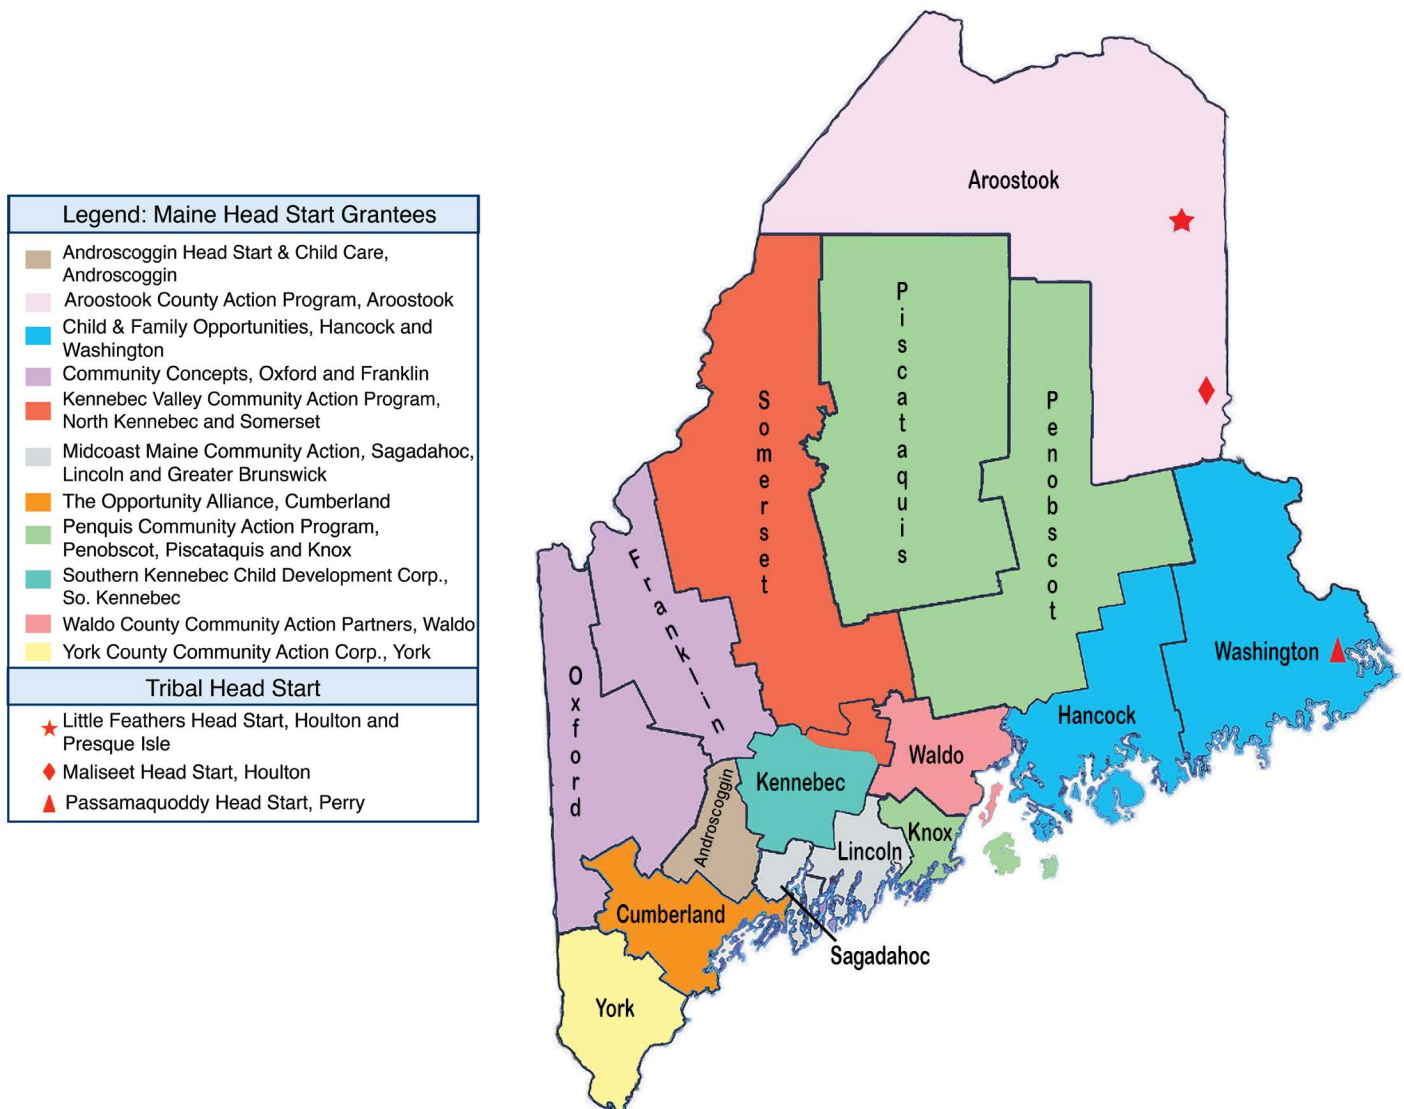 Legend: Maine Head Start Grantees
Androscoggin Head Start & Child Care,
Androscoggin
Aroostook County Action Program, Aroostook
Child & Family Opportunities, Hancock and
Washington
Community Concepts, Oxford and Franklin
Kennebec Valley Community Action Program,
North Kennebec and Somerset
Midcoast Maine Community Action, Sagadahoc,
Lincoln and Greater Brunswick
The Opportunity Alliance, Cumberland
Penquis Community Action Program,
Penobscot, Piscataquis and Knox
Southern Kennebec Child Development Corp.,
So. Kennebec
Waldo County Community Action Partners, Waldo
York County Community Action Corp., York
Tribal Head Start
Little Feathers Head Start, Houlton and
Presque Isle
Maliseet Head Start, Houlton
Passamaquoddy Head Start, Perry
Aroostook
Piscataquis
Somerset
Penobscot
Franklin
Oxford
Washington
Hancock
Waldo
Kennebec
Androscoggin
Knox
Lincoln
Cumberland
Sagadahoc
York